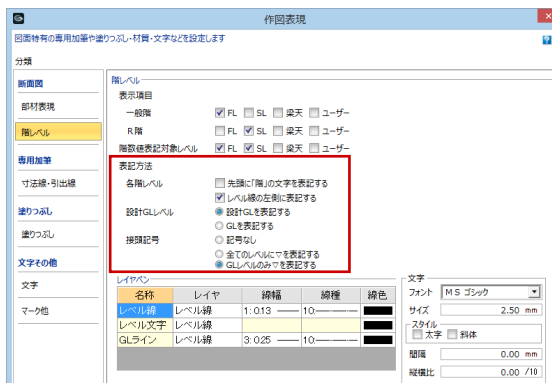 作図表現
図面特有の専用加筆や塗りつぶし・材質・文字などを設定します
分類
断面図
部材表現
階レベル
専用加筆
寸法線・引出線
塗りつぶし
塗りつぶし
文字その他
文字
マーク他
階レベル
表示項目
一般階 FL SL 梁天 ユーザー
R階 FL SL 梁天 ユーザー
階数値表記対象レベル FL SL 梁天 ユーザー
表記方法
各階レベル 先頭に「階」の文字を表記する
レベル線の左側に表記する
設計GLレベル 設計GLを表記する
GLを表記する
接頭記号 記号なし
全てのレベルに▽を表記する
GLレベルのみ▽を表記する
レイヤペン
名称 レイヤ 線幅 線種 線色
レベル線 レベル線 1: 0.13 10:
レベル文字 レベル線
GLライン レベル線 3: 0.25 10:
文字
フォント MS ゴシック
サイズ 2.50 mm
スタイル
太字 斜体
間隔 0.00 mm
縦横比 0.00 /10